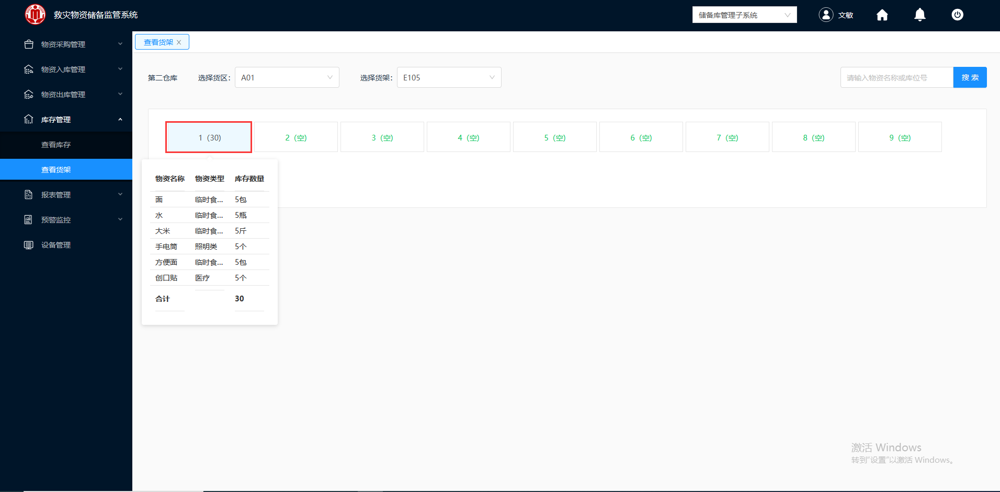 救灾物资储备监管系统
储备库管理子系统
文敏
物资采购管理
物资入库管理
物资出库管理
库存管理
查看库存
查看货架
报表管理
预警监控
设备管理
查看货架 X
第二仓库 选择货区： A01 选择货架： E105
请输入物资名称或库位号 搜 索
1（30） 2（空） 3（空） 4（空） 5（空） 6（空） 7（空） 8（空） 9（空）
物资名称 物资类型 库存数量
面 临时食... 5包
水 临时食... 5瓶
大米 临时食... 5斤
手电筒 照明类 5个
方便面 临时食... 5包
创口贴 医疗 5个
合计 30
激活 Windows
转到“设置”以激活 Windows。